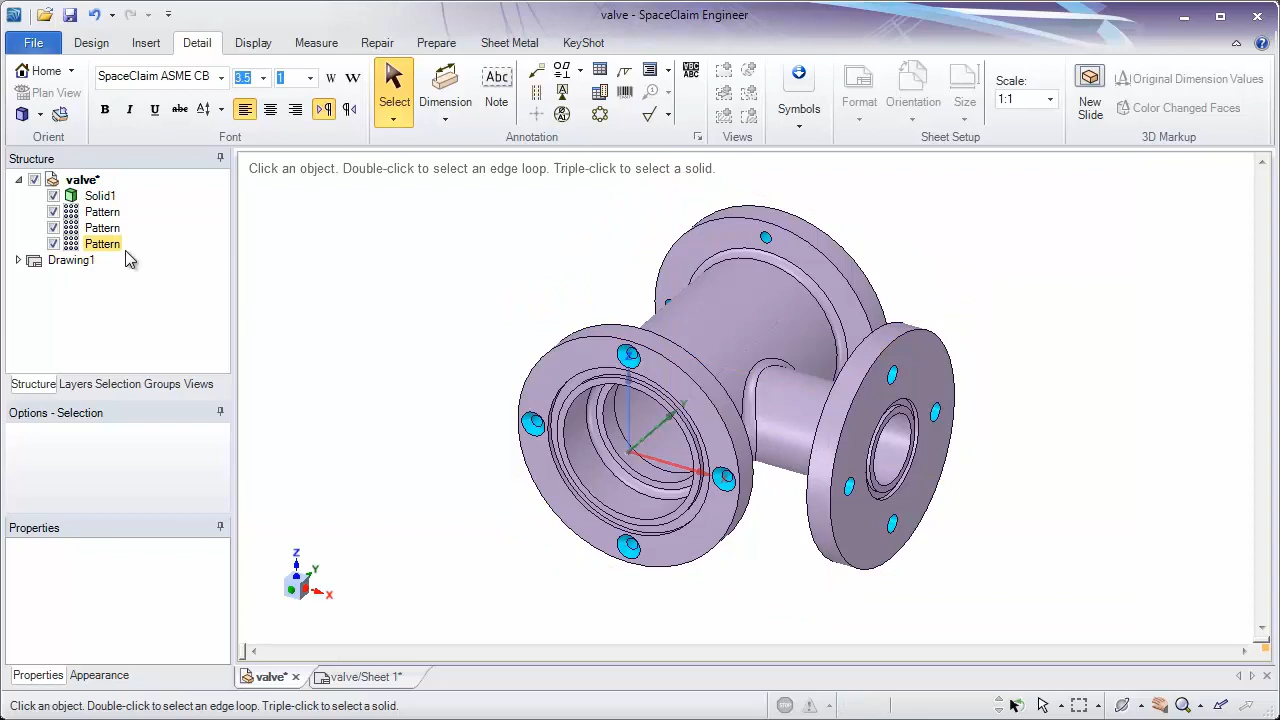 valve - SpaceClaim Engineer
File Design Insert Detail Display Measure Repair Prepare Sheet Metal KeyShot
Home
Plan View
Orient
SpaceClaim ASME CB 3.5 1 W W
B I U abc A
Font
Select
Dimension
Abc
Note
ABC
ABC
Annotation
Views
Symbols
Format
Orientation
Size
Scale:
1:1
Sheet Setup
New
Slide
Original Dimension Values
Color Changed Faces
3D Markup
Structure
valve*
Solid1
Pattern
Pattern
Pattern
Drawing1
Structure Layers Selection Groups Views
Options - Selection
Properties
Properties Appearance
Click an object. Double-click to select an edge loop. Triple-click to select a solid.
Z
Y
X
valve* valve/Sheet 1*
Click an object. Double-click to select an edge loop. Triple-click to select a solid.